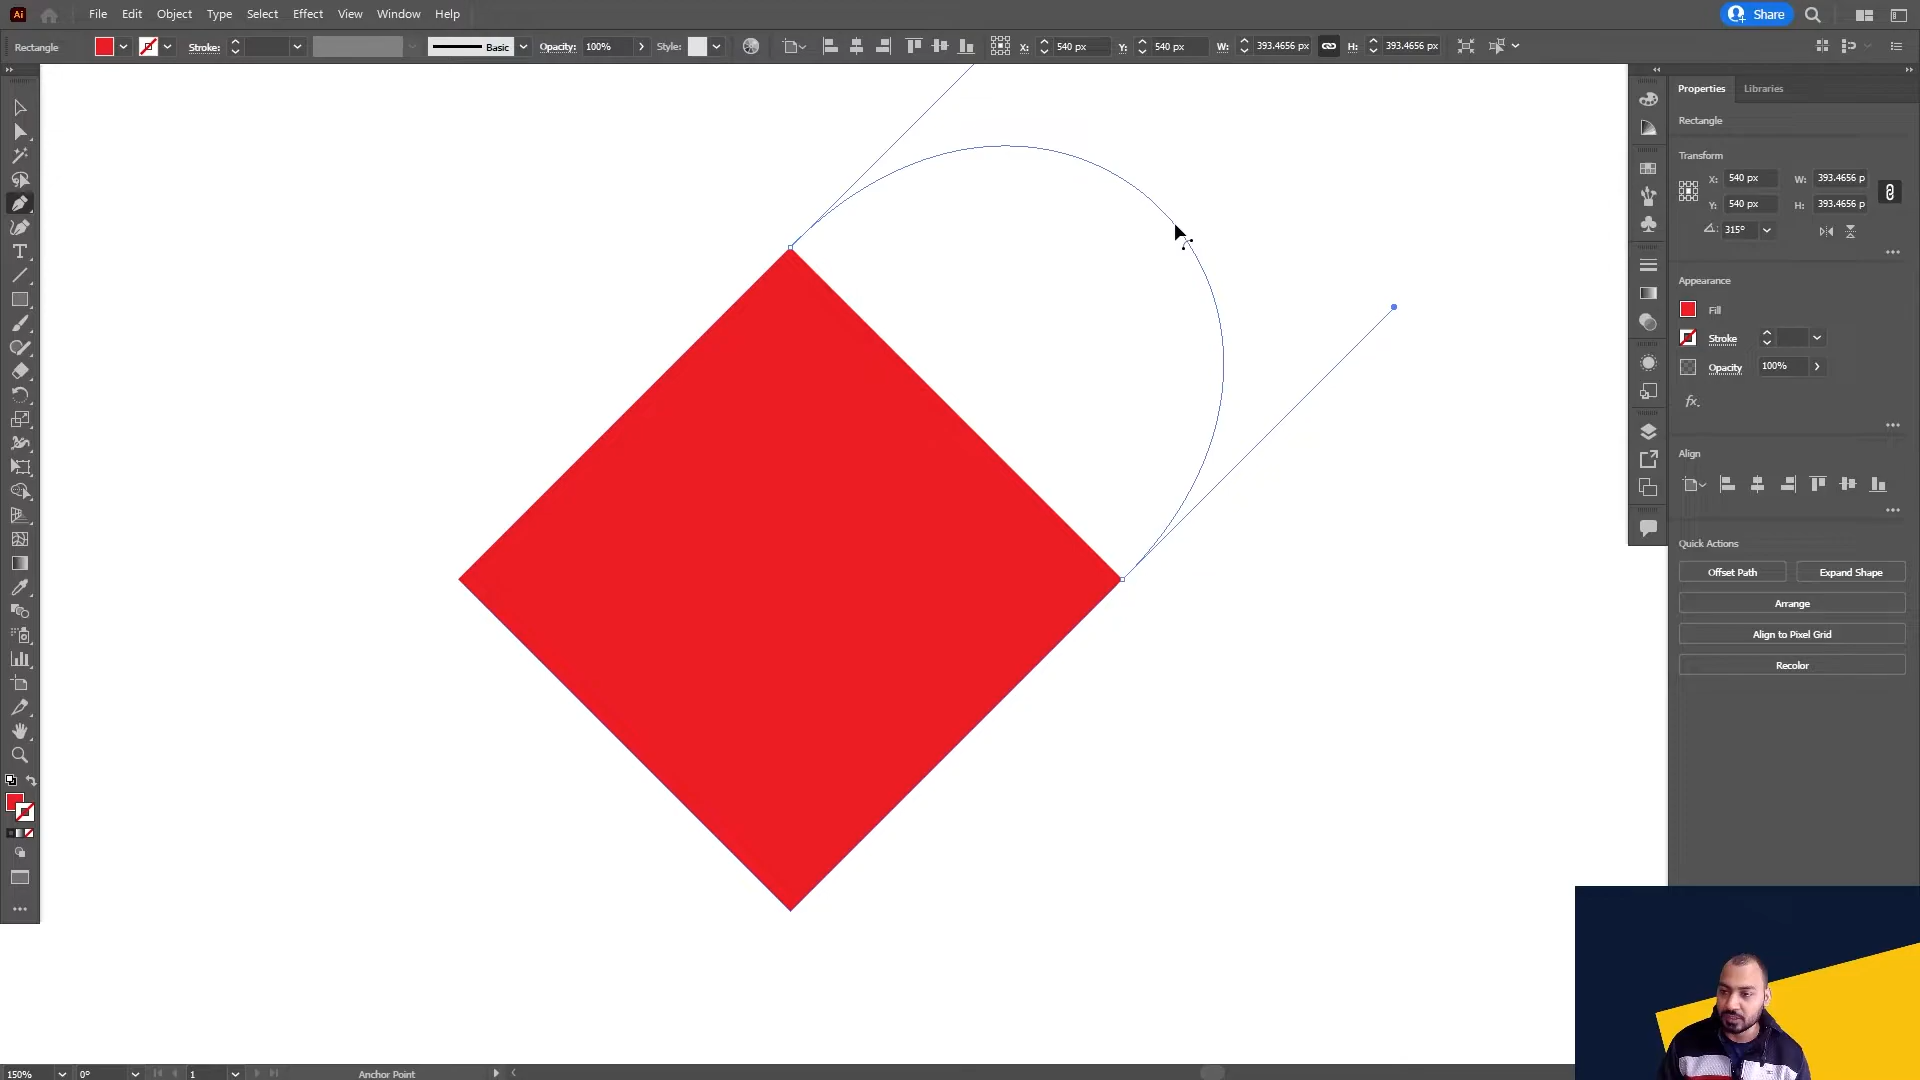 Ai File Edit Object Type Select Effect View Window Help Share
Rectangle Stroke: Basic Opacity: 100% Style: X: 540 px Y: 540 px W: 393.4656 px H: 393.4656 px
Properties Libraries
Rectangle
Transform
X: 540 px W: 393.4656 p
Y: 540 px H: 393.4656 p
315°
Appearance
Fill
Stroke
Opacity 100%
fx.
Align
Quick Actions
Offset Path Expand Shape
Arrange
Align to Pixel Grid
Recolor
150% 0° 1 Anchor Point